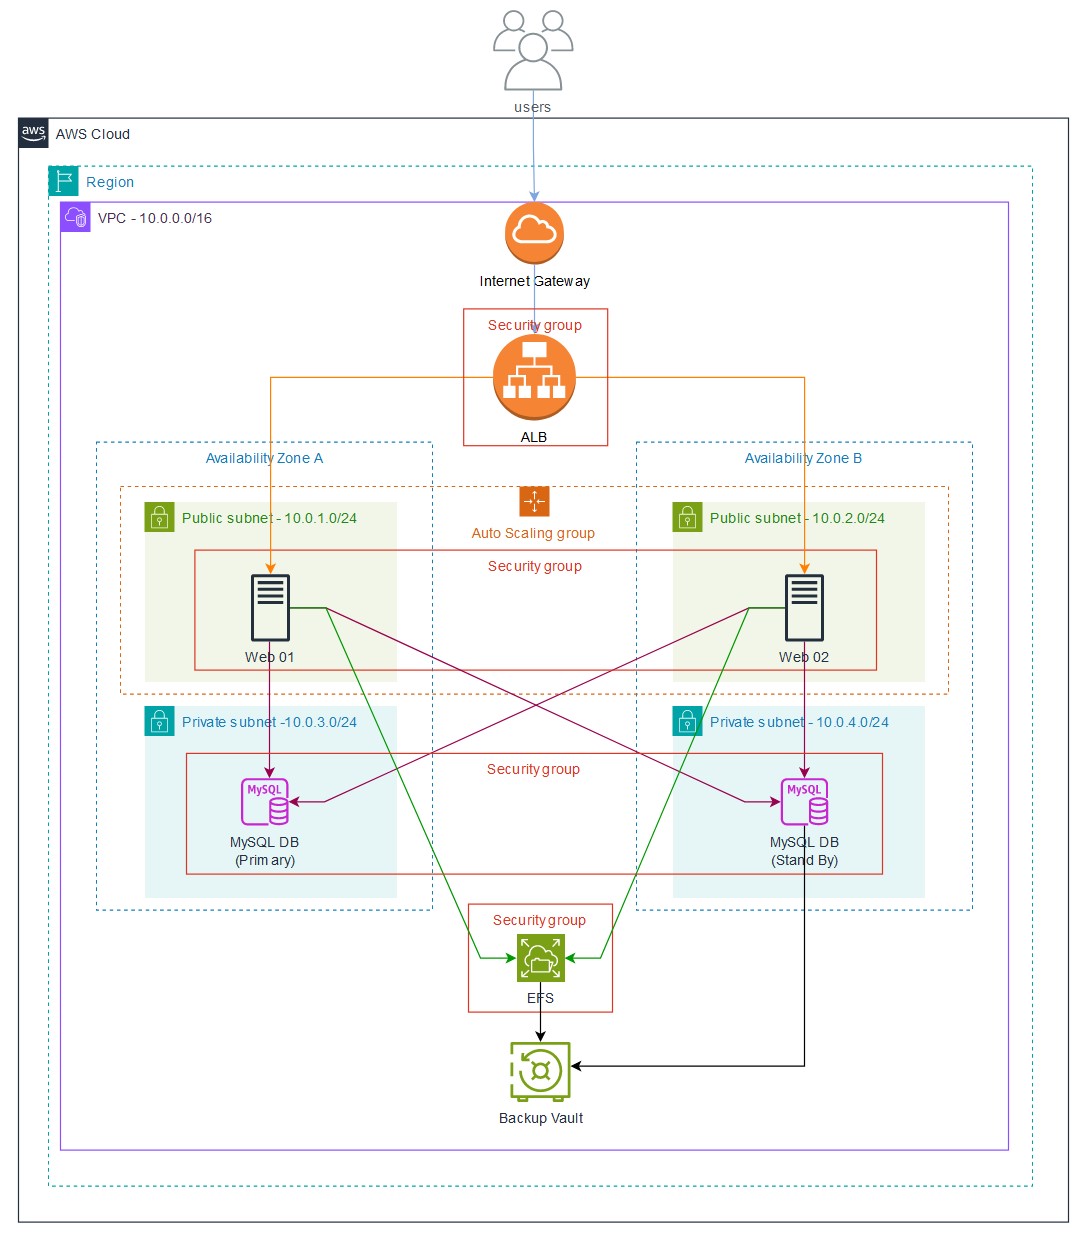 users
aws
AWS Cloud
Region
VPC - 10.0.0.0/16
Internet Gateway
Security group
ALB
Availability Zone A
Availability Zone B
Public subnet - 10.0.1.0/24
Public subnet - 10.0.2.0/24
Auto Scaling group
Security group
Web 01
Web 02
Private subnet -10.0.3.0/24
Private subnet - 10.0.4.0/24
Security group
MySQL
MySQL
MySQL DB
(Primary)
MySQL DB
(Stand By)
Security group
EFS
Backup Vault